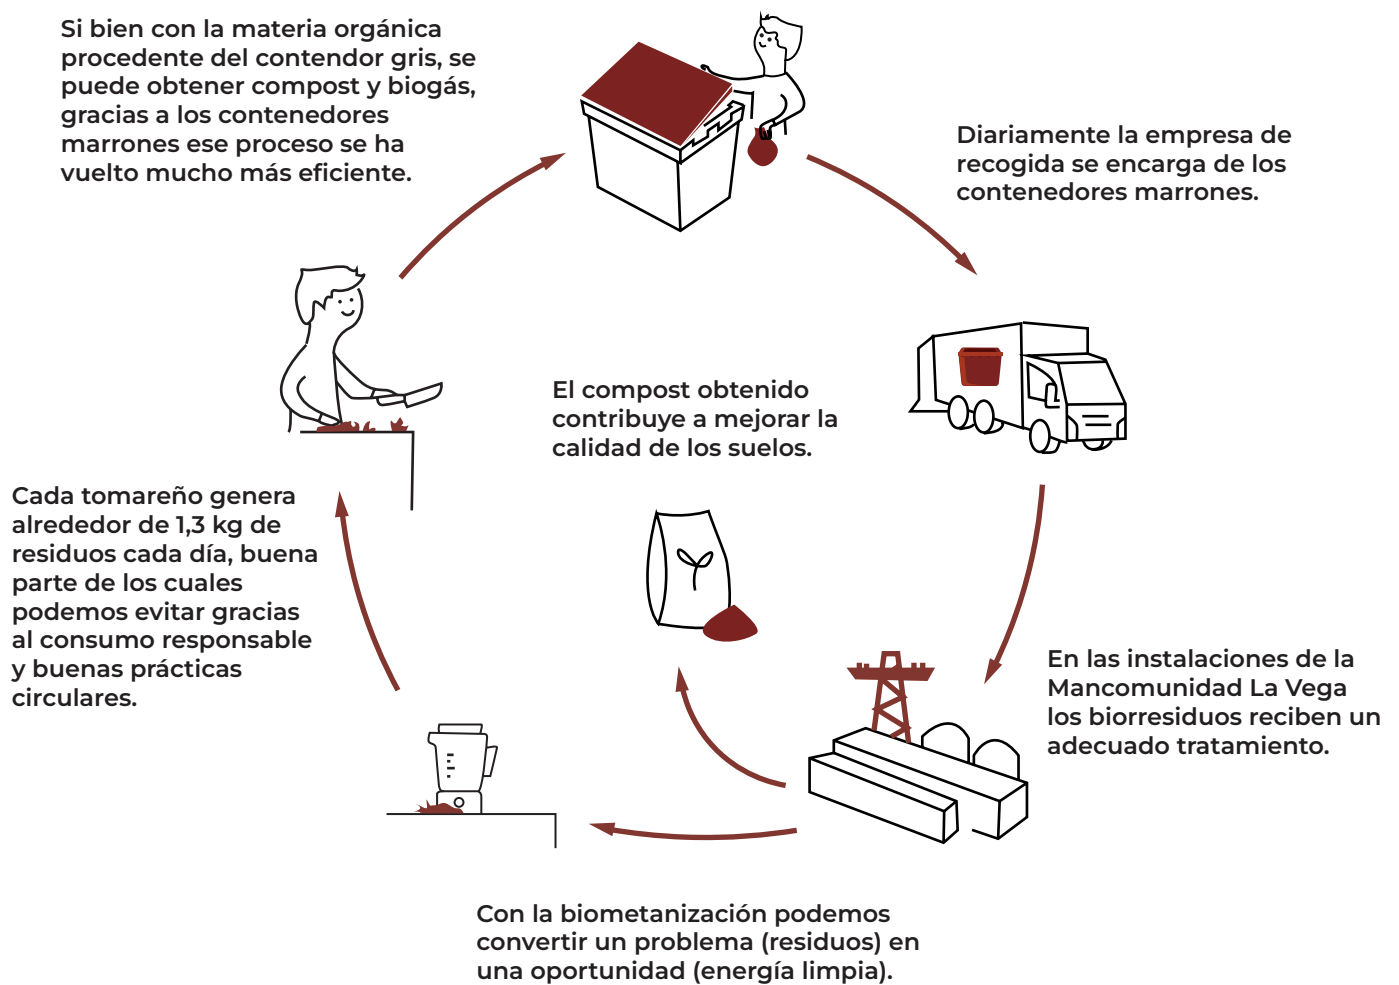 Si bien con la materia orgánica
procedente del contendor gris, se
puede obtener compost y biogás,
gracias a los contenedores
marrones ese proceso se ha
vuelto mucho más eficiente.
Diariamente la empresa de
recogida se encarga de los
contenedores marrones.
El compost obtenido
contribuye a mejorar la
calidad de los suelos.
Cada tomareño genera
alrededor de 1,3 kg de
residuos cada día, buena
parte de los cuales
podemos evitar gracias
al consumo responsable
y buenas prácticas
circulares.
En las instalaciones de la
Mancomunidad La Vega
los biorresiduos reciben un
adecuado tratamiento.
Con la biometanización podemos
convertir un problema (residuos) en
una oportunidad (energía limpia).